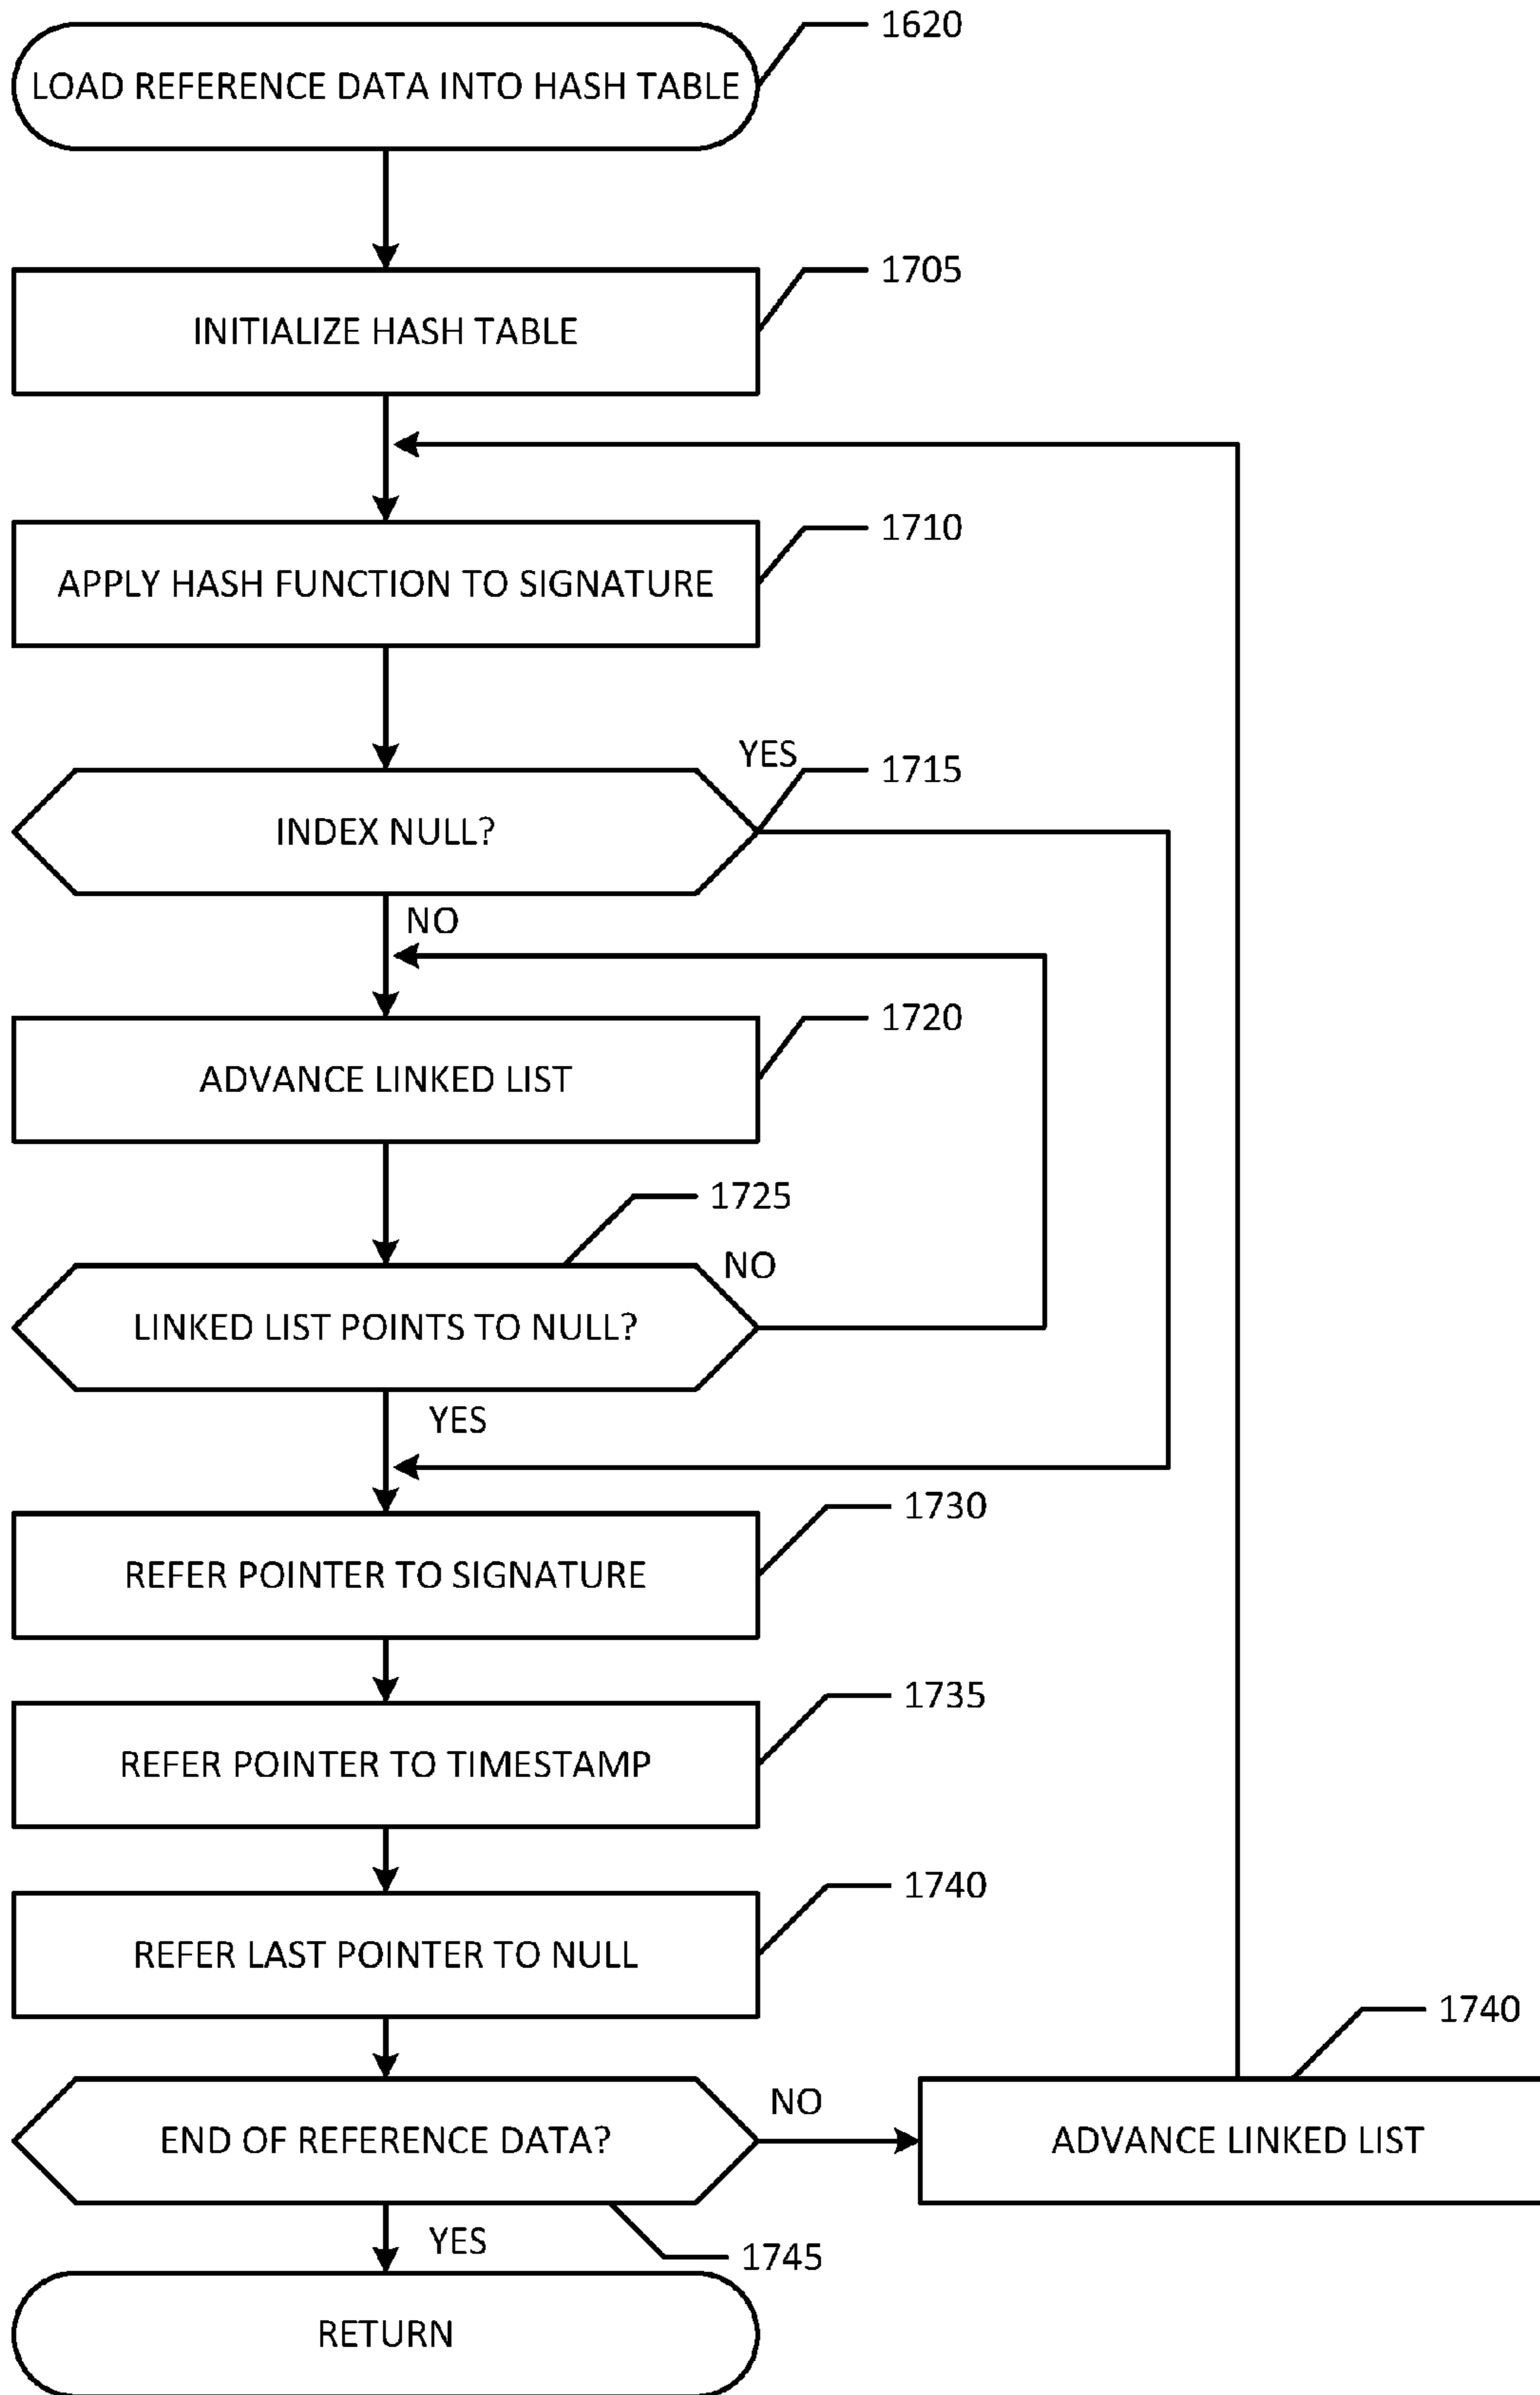 1620
LOAD REFERENCE DATA INTO HASH TABLE
1705
INITIALIZE HASH TABLE
1710
APPLY HASH FUNCTION TO SIGNATURE
YES
1715
INDEX NULL?
NO
1720
ADVANCE LINKED LIST
1725
NO
LINKED LIST POINTS TO NULL?
YES
1730
REFER POINTER TO SIGNATURE
1735
REFER POINTER TO TIMESTAMP
1740
REFER LAST POINTER TO NULL
1740
NO
END OF REFERENCE DATA?
ADVANCE LINKED LIST
YES
1745
RETURN